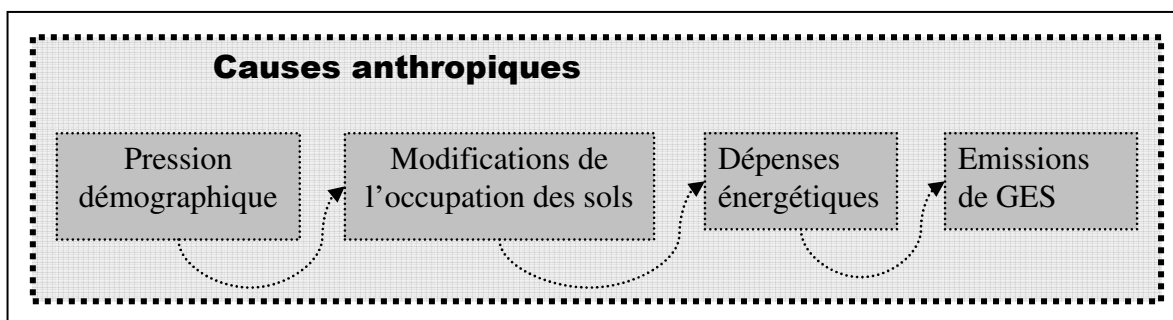 Causes anthropiques
Pression
démographique
Modifications de
l'occupation des sols
Dépenses
énergétiques
Emissions
de GES